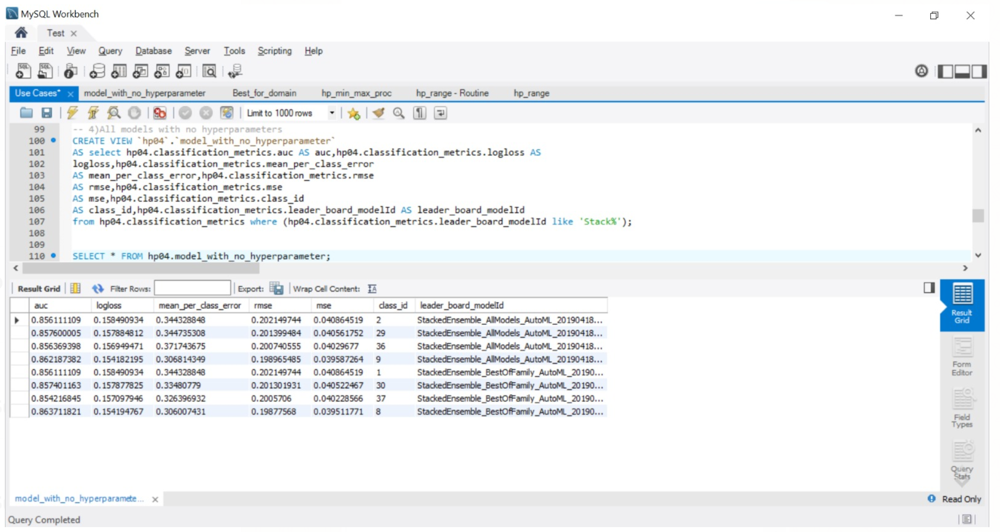 MySQL Workbench
Test
File Edit View Query Database Server Tools Scripting Help
Use Cases* model_with_no_hyperparameter Best_for_domain hp_min_max_proc hp_range - Routine hp_range
Limit to 1000 rows
99 -- 4)All models with no hyperparameters
100 CREATE VIEW `hp04`.`model_with_no_hyperparameter`
101 AS select hp04.classification_metrics.auc AS auc,hp04.classification_metrics.logloss AS
102 logloss,hp04.classification_metrics.mean_per_class_error
103 AS mean_per_class_error,hp04.classification_metrics.rmse
104 AS rmse,hp04.classification_metrics.mse
105 AS mse,hp04.classification_metrics.class_id
106 AS class_id,hp04.classification_metrics.leader_board_modelId AS leader_board_modelId
107 from hp04.classification_metrics where (hp04.classification_metrics.leader_board_modelId like 'Stack%');
108
109
110 SELECT * FROM hp04.model_with_no_hyperparameter;
Result Grid Filter Rows: Export: Wrap Cell Content:
auc logloss mean_per_class_error rmse mse class_id leader_board_modelId
0.856111109 0.158490934 0.344328848 0.202149744 0.040864519 2 StackedEnsemble_AllModels_AutoML_20190418...
0.857600005 0.157884812 0.344735308 0.201399484 0.040561752 29 StackedEnsemble_AllModels_AutoML_20190418...
0.856369398 0.156949471 0.371743675 0.200740555 0.04029677 36 StackedEnsemble_AllModels_AutoML_20190418...
0.862187382 0.154182195 0.306814349 0.198965485 0.039587264 9 StackedEnsemble_AllModels_AutoML_20190418...
0.856111109 0.158490934 0.344328848 0.202149744 0.040864519 1 StackedEnsemble_BestOfFamily_AutoML_20190...
0.857401163 0.157877825 0.33480779 0.201301931 0.040522467 30 StackedEnsemble_BestOfFamily_AutoML_20190...
0.854216845 0.157097946 0.326396932 0.2005706 0.040228566 37 StackedEnsemble_BestOfFamily_AutoML_20190...
0.863711821 0.154194767 0.306007431 0.19877568 0.039511771 8 StackedEnsemble_BestOfFamily_AutoML_20190...
Result
Grid
Form
Editor
Field
Types
Query
Stats
model_with_no_hyperparamete...
Read Only
Query Completed